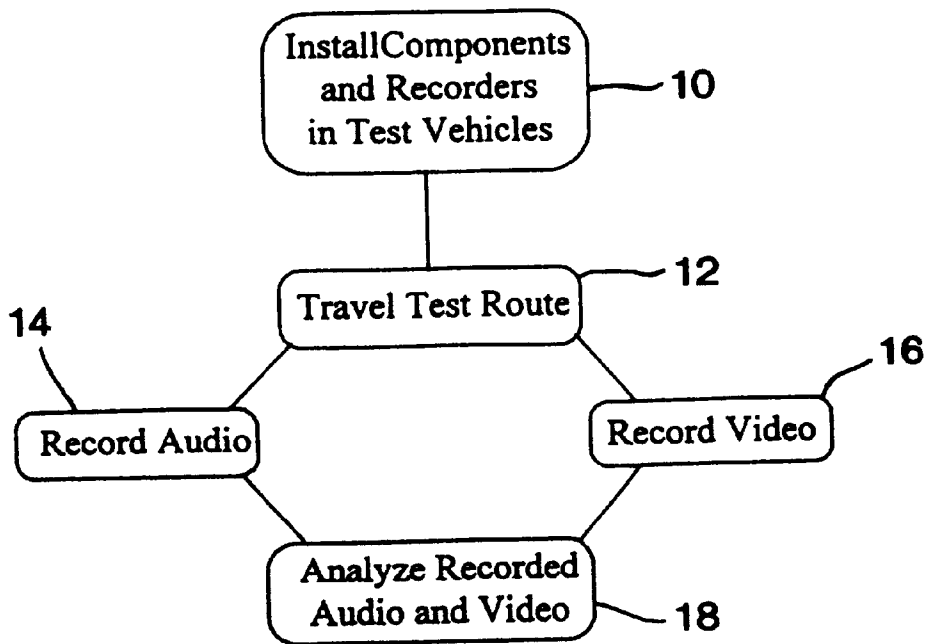 InstallComponents
and Recorders
in Test Vehicles
10
12
Travel Test Route
14
16
Record Audio
Record Video
Analyze Recorded
Audio and Video
18